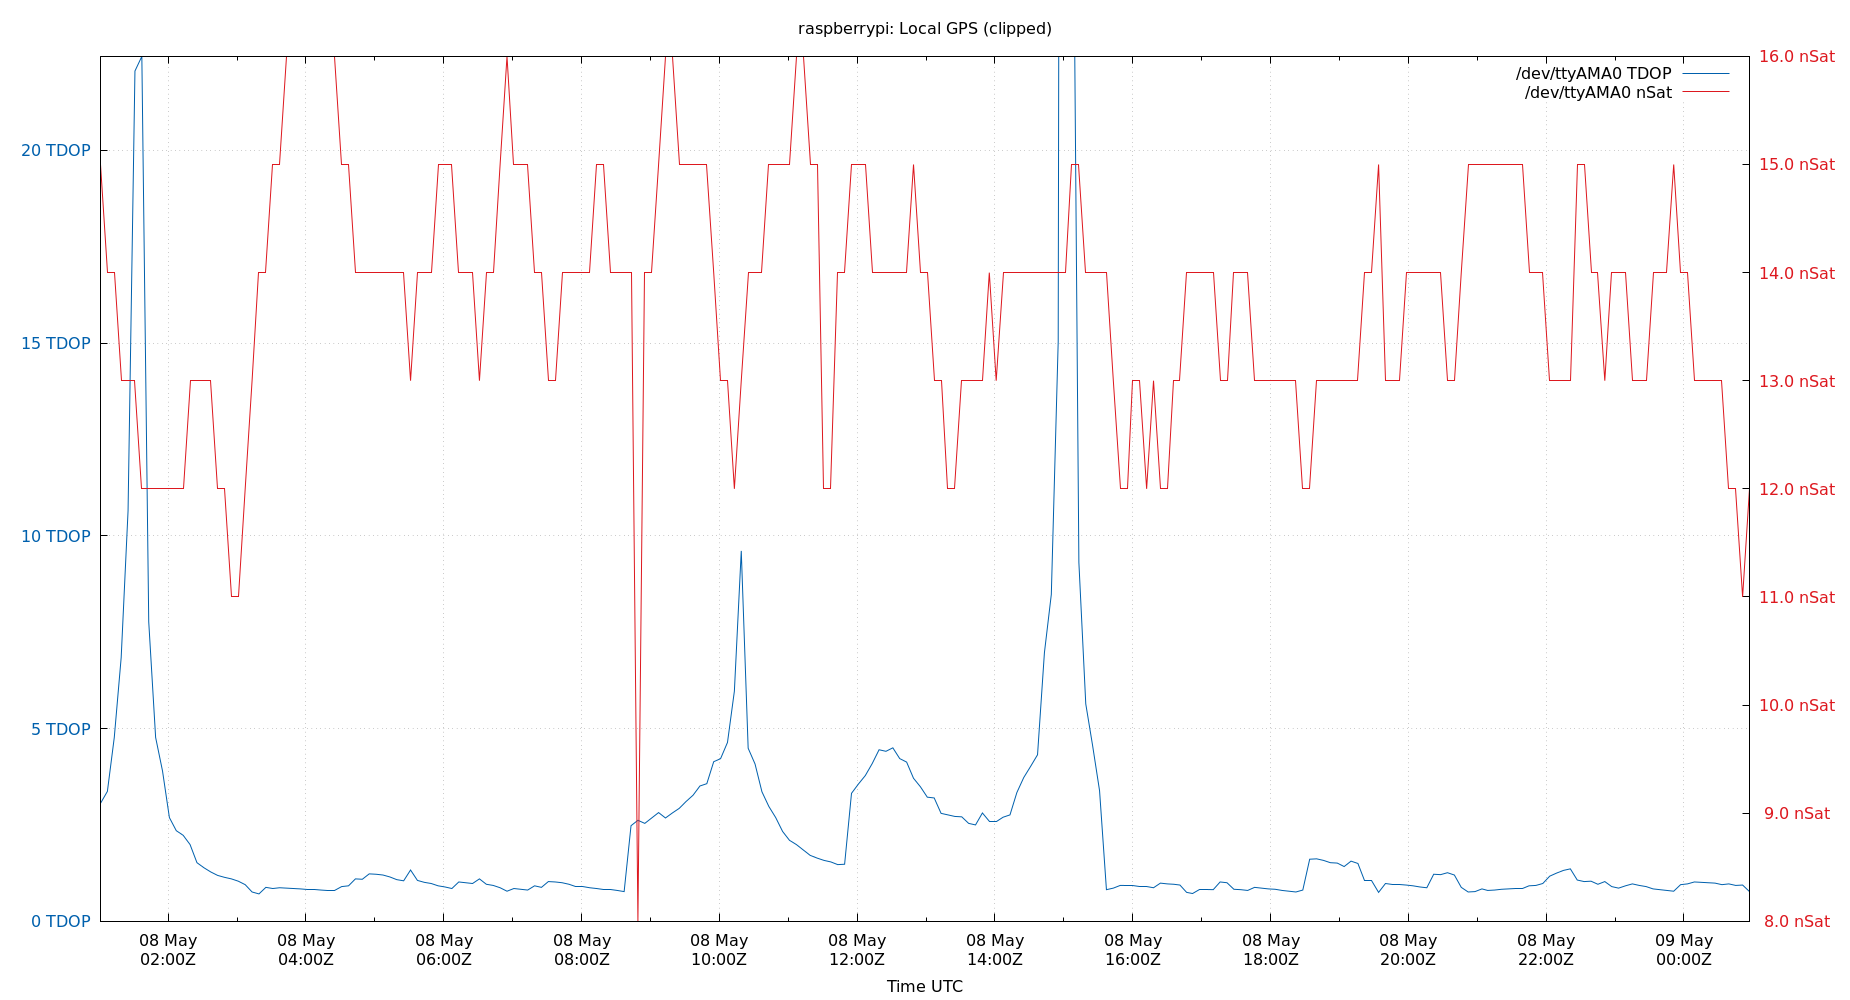 raspberrypi: Local GPS (clipped)
/dev/ttyAMA0 TDOP
/dev/ttyAMA0 nSat
20 TDOP
15 TDOP
10 TDOP
5 TDOP
0 TDOP
16.0 nSat
15.0 nSat
14.0 nSat
13.0 nSat
12.0 nSat
11.0 nSat
10.0 nSat
9.0 nSat
8.0 nSat
08 May
02:00Z
08 May
04:00Z
08 May
06:00Z
08 May
08:00Z
08 May
10:00Z
08 May
12:00Z
08 May
14:00Z
08 May
16:00Z
08 May
18:00Z
08 May
20:00Z
08 May
22:00Z
09 May
00:00Z
Time UTC